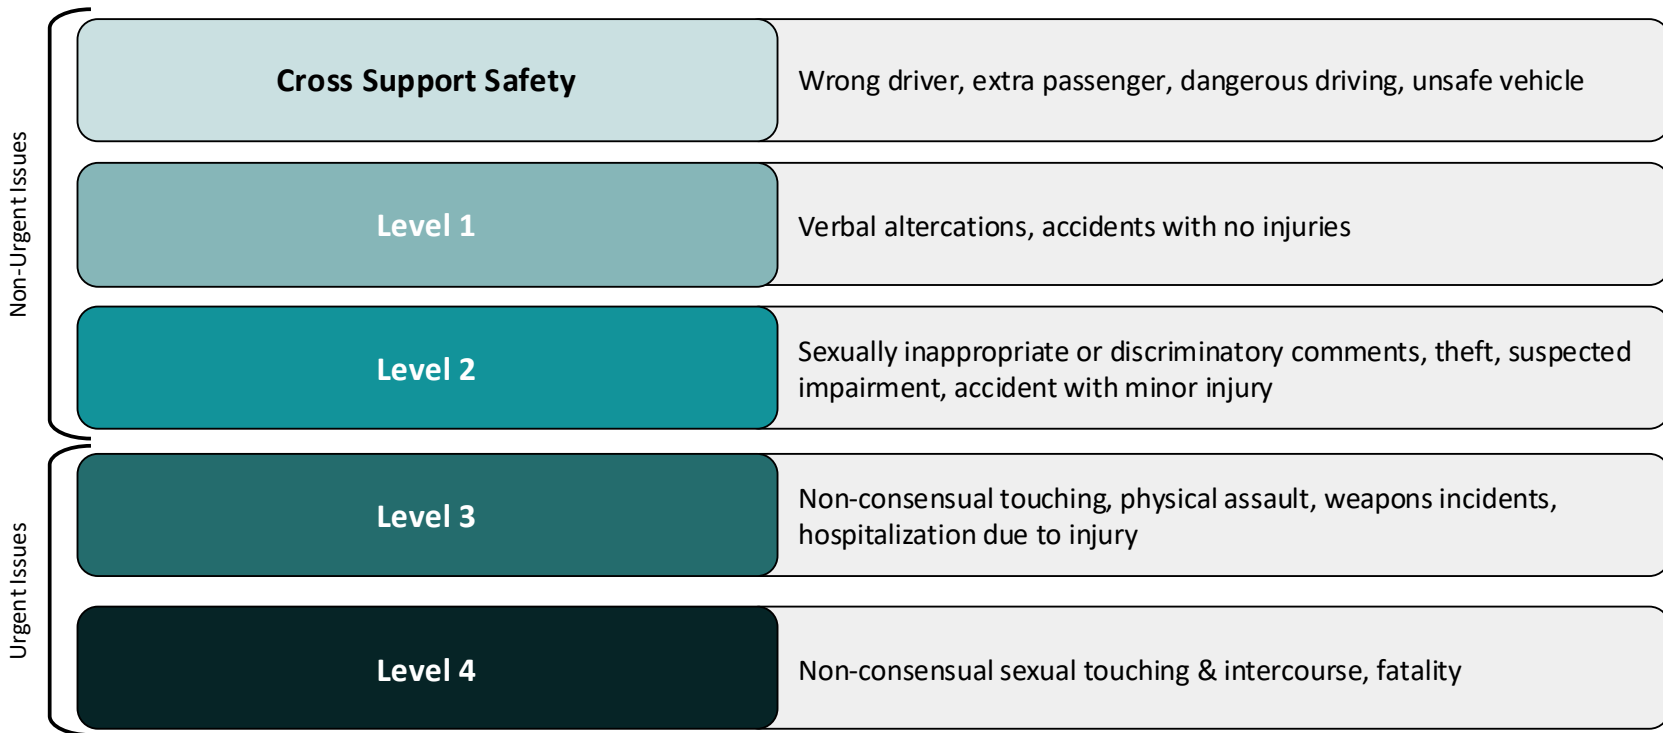 Non-Urgent Issues
Cross Support Safety
Wrong driver, extra passenger, dangerous driving, unsafe vehicle
Level 1
Verbal altercations, accidents with no injuries
Level 2
Sexually inappropriate or discriminatory comments, theft, suspected
impairment, accident with minor injury
Urgent Issues
Level 3
Non-consensual touching, physical assault, weapons incidents,
hospitalization due to injury
Level 4
Non-consensual sexual touching & intercourse, fatality